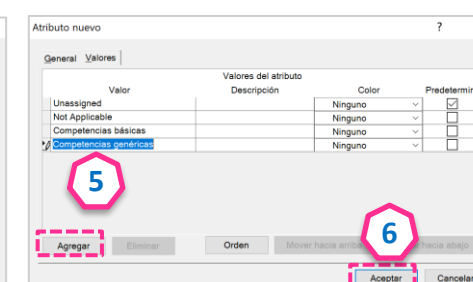 Atributo nuevo ?
General Valores
Valores del atributo
Valor Descripción Color Predetermin
Unassigned Ninguno
Not Applicable Ninguno
Competencias básicas Ninguno
Competencias genéricas Ninguno
5
6
Agregar Eliminar Orden Mover hacia arriba hacia abajo
Aceptar Cancelar